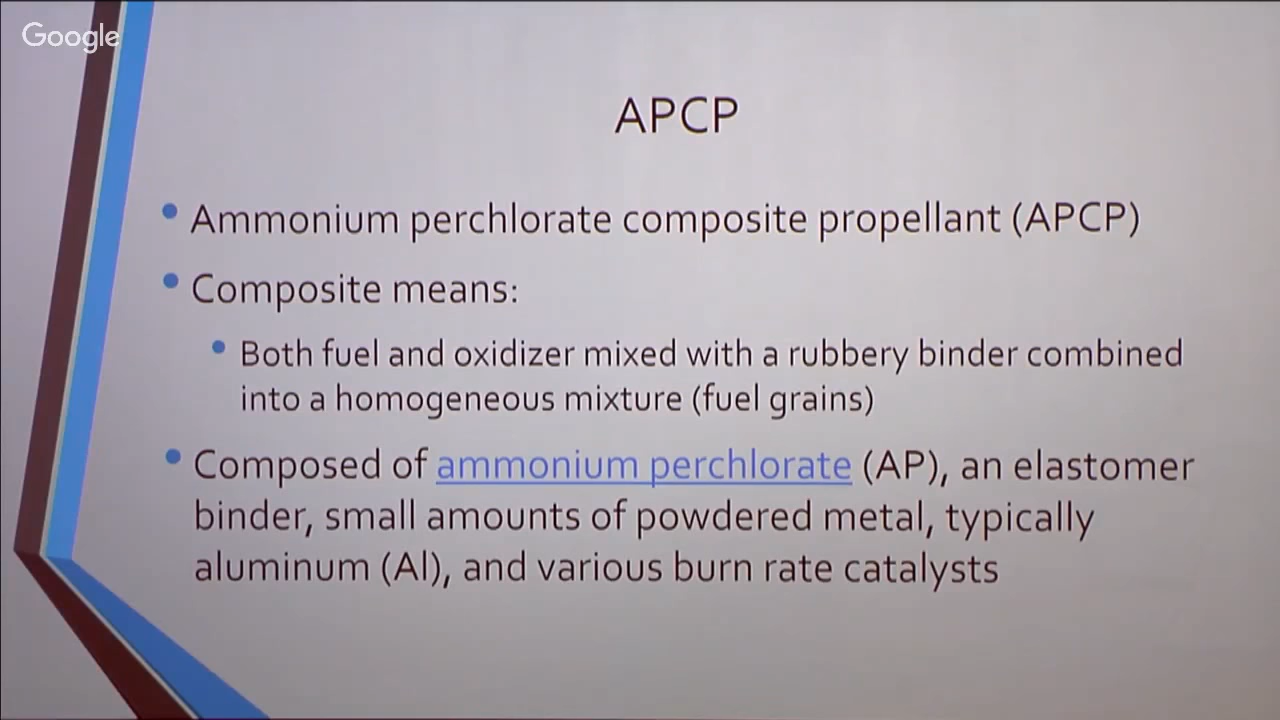 Google
APCP
Ammonium perchlorate composite propellant (APCP)
Composite means:
Both fuel and oxidizer mixed with a rubbery binder combined
into a homogeneous mixture (fuel grains)
Composed of ammonium perchlorate (AP), an elastomer
binder, small amounts of powdered metal, typically
aluminum (Al), and various burn rate catalysts